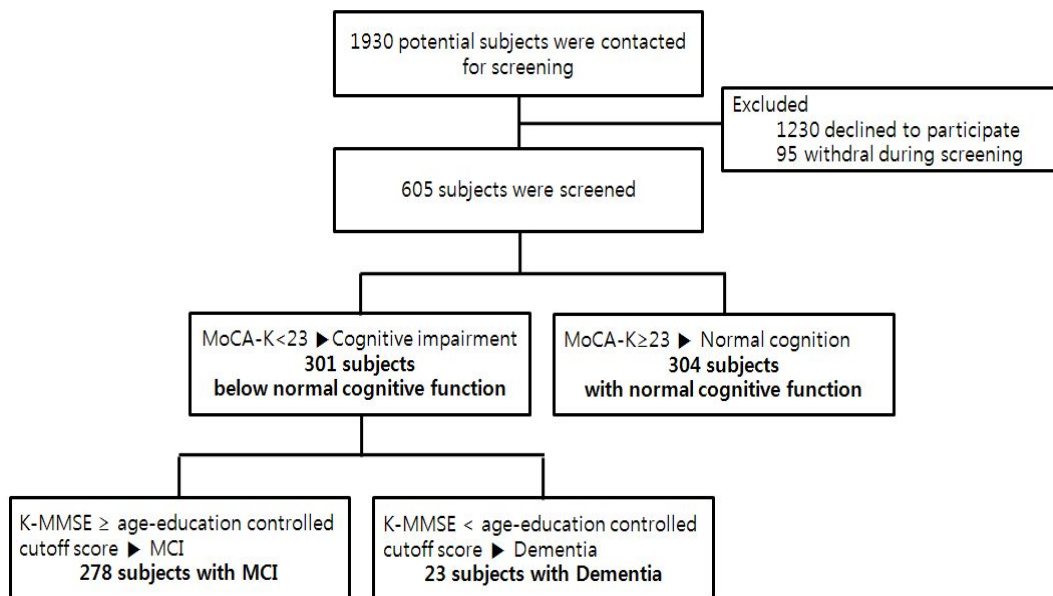 1930 potential subjects were contacted
for screening
Excluded
1230 declined to participate
95 withdral during screening
605 subjects were screened
MoCA-K<23 ▶ Cognitive impairment
301 subjects
below normal cognitive function
MoCA-K≥23 ▶ Normal cognition
304 subjects
with normal cognitive function
K-MMSE ≥ age-education controlled
cutoff score ▶ MCI
278 subjects with MCI
K-MMSE < age-education controlled
cutoff score ▶ Dementia
23 subjects with Dementia